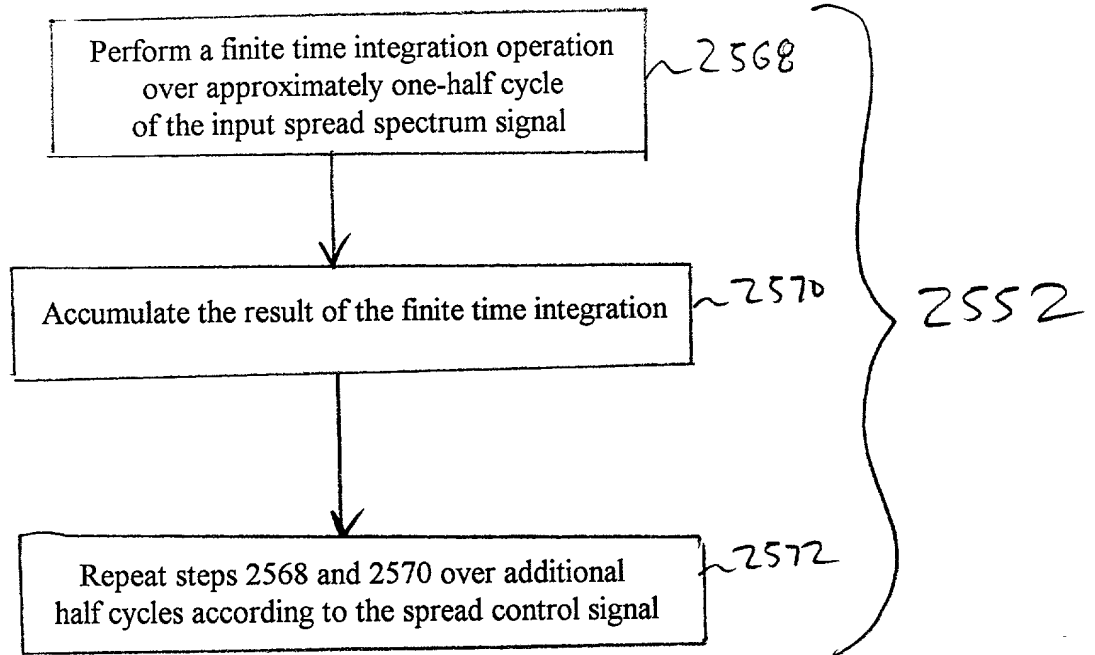 Perform a finite time integration operation
over approximately one-half cycle
of the input spread spectrum signal
2568
Accumulate the result of the finite time integration
2570
2552
Repeat steps 2568 and 2570 over additional
half cycles according to the spread control signal
2572